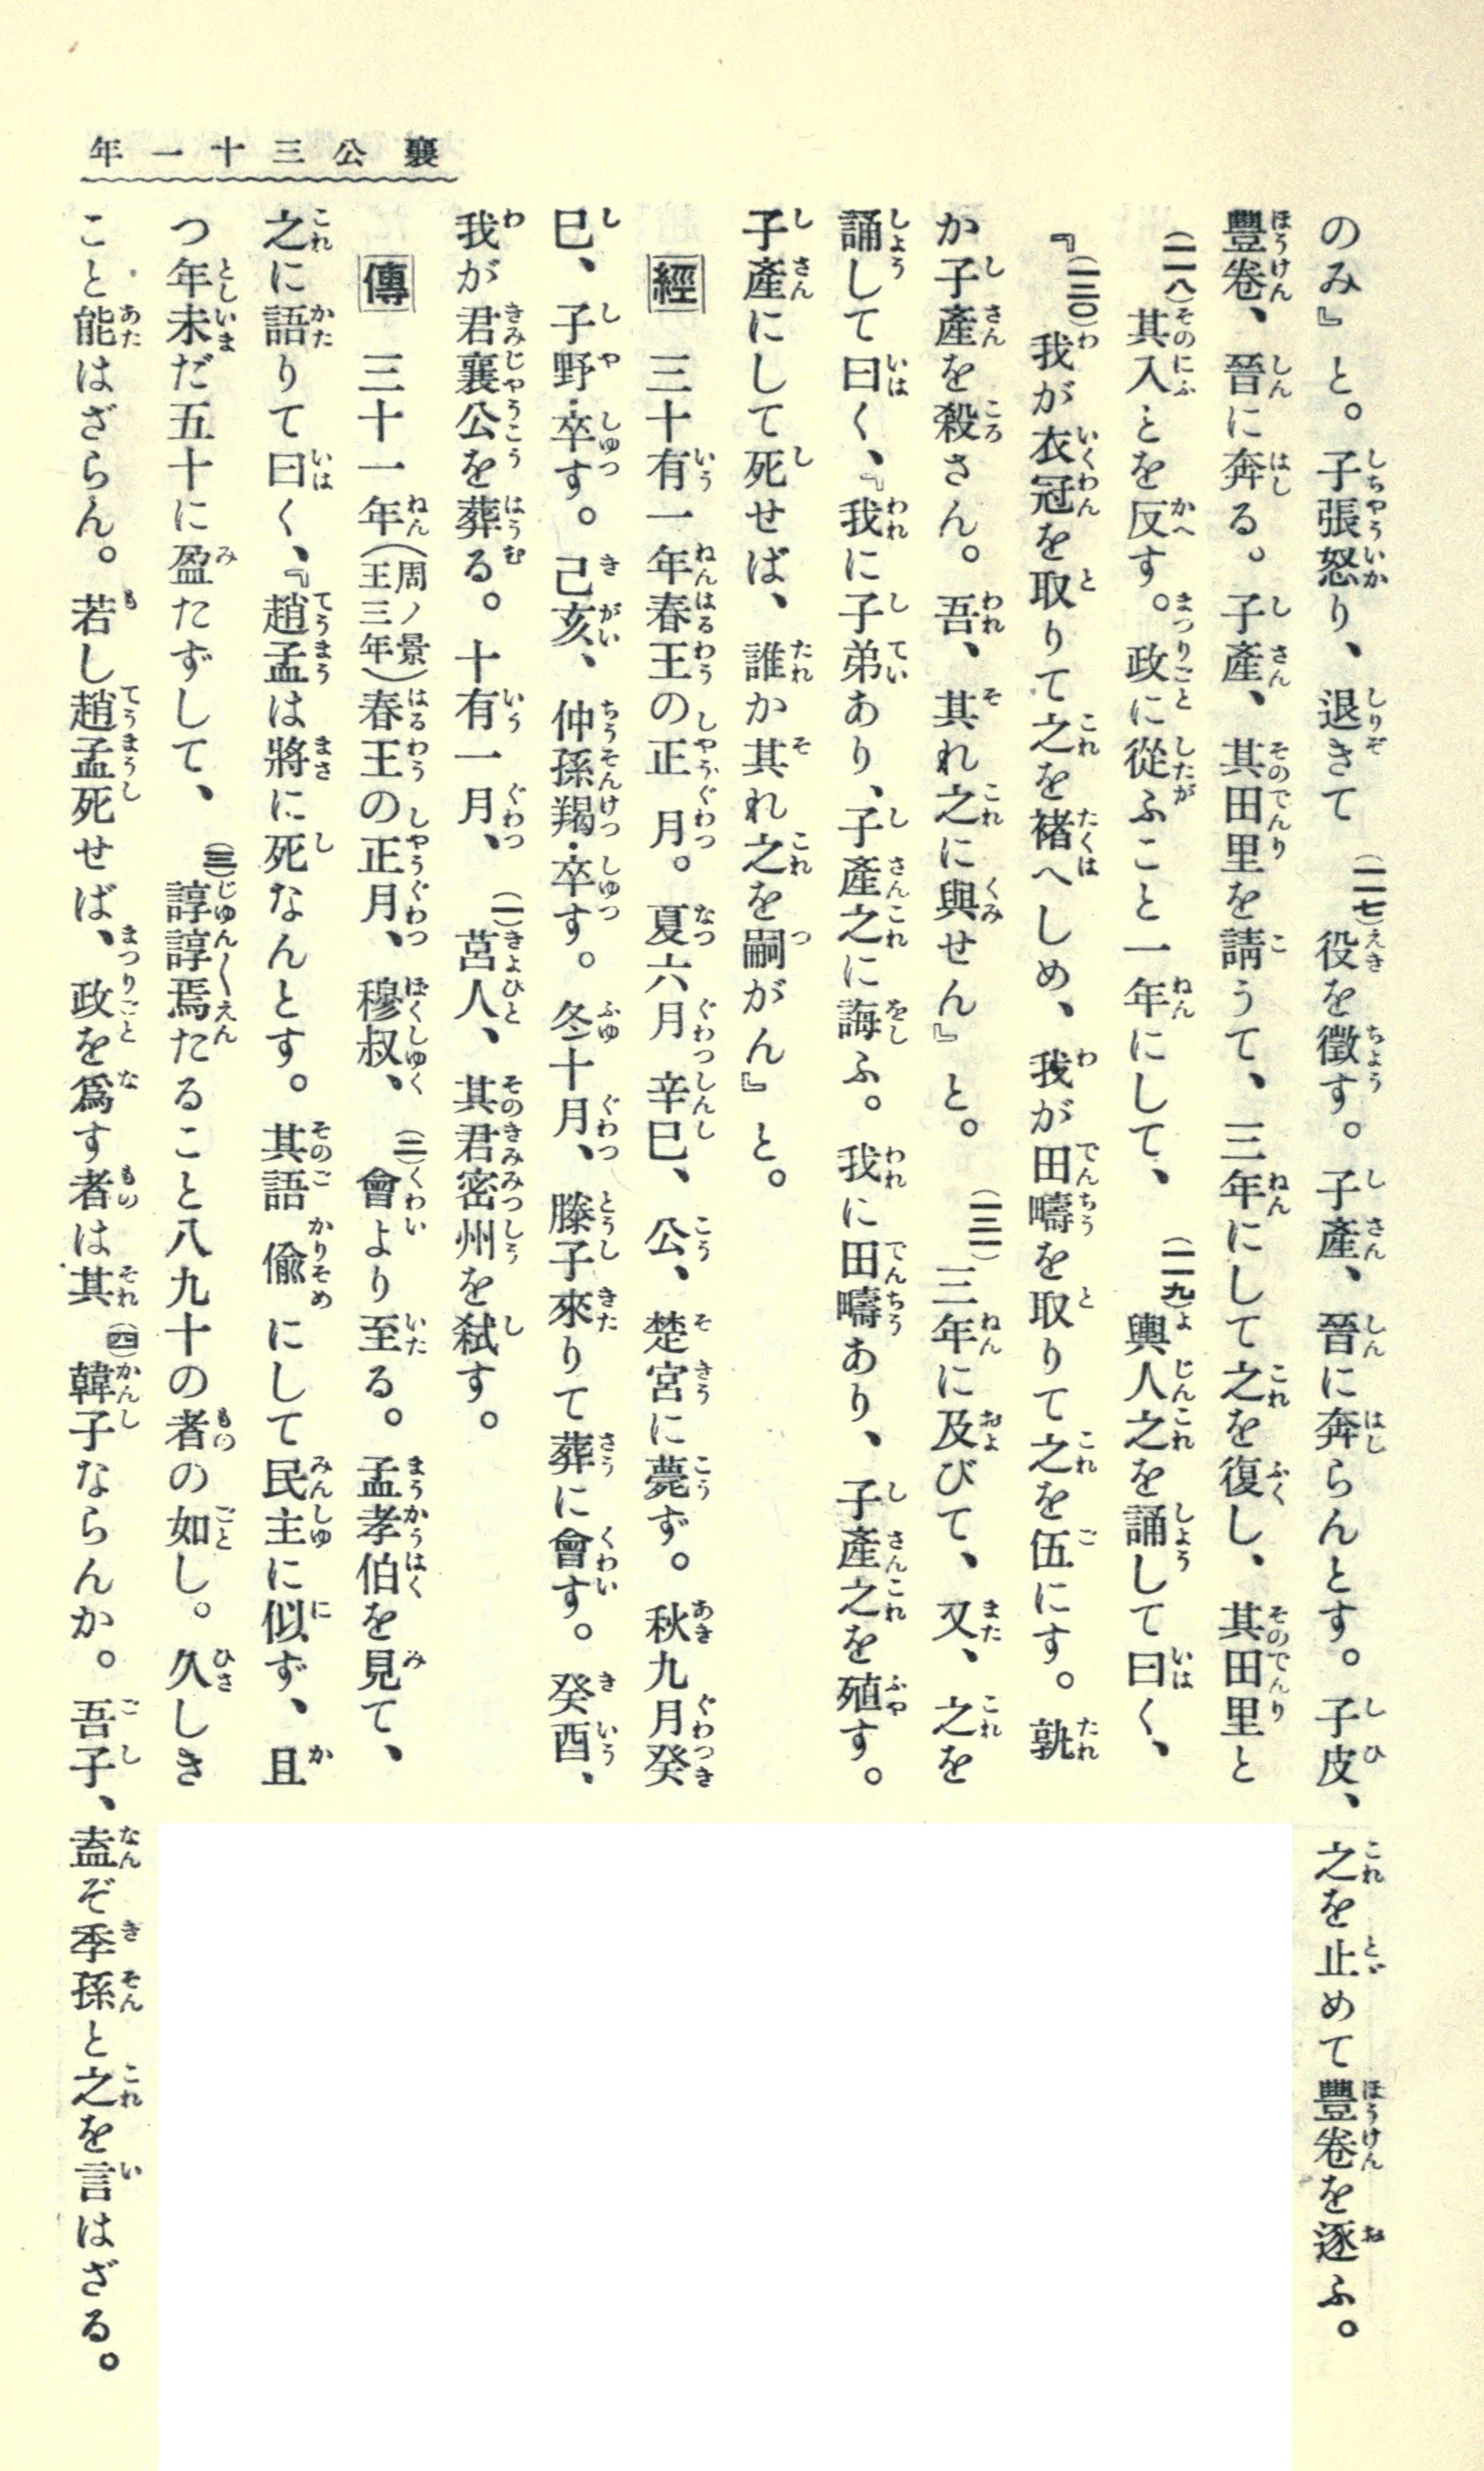 襄公三十一年
のみ』と。子張怒り、退きて(一一七)役を徵す。子產、晉に奔らんとす。子皮、之を止めて豐卷を逐ふ。
豐卷、晉に奔る。子產、其田里を請うて、三年にして之を復し、其田里と
(一一八)其入とを反す。政に從ふこと一年にして、(一一九)輿人之を誦して曰く、
『(一二〇)我が衣冠を取りて之を褚へしめ、我が田疇を取りて之を伍にす。孰
か子產を殺さん。吾、其れ之に與せん』と。(一二一)三年に及びて、又、之を
誦して曰く、『我に子弟あり、子產之に誨ふ。我に田疇あり、子產之を殖す。
子產にして死せば、誰か其れ之を嗣がん』と。
經 三十有一年春王の正月。夏六月辛巳、公、楚宮に薨ず。秋九月癸
巳、子野・卒す。己亥、仲孫羯・卒す。冬十月、滕子來りて葬に會す。癸酉、
我が君襄公を葬る。十有一月、(一)莒人、其君密州を弑す。
傳 三十一年(周ノ景王三年)春王の正月、穆叔、(二)會より至る。孟孝伯を見て、
之に語りて曰く、『趙孟は將に死なんとす。其語偸にして民主に似ず、且
つ年未だ五十に盈たずして、(三)諄諄焉たること八九十の者の如し。久しき
こと能はざらん。若し趙孟死せば、政を爲す者は其(四)韓子ならんか。吾子、盍ぞ季孫と之を言はざる。